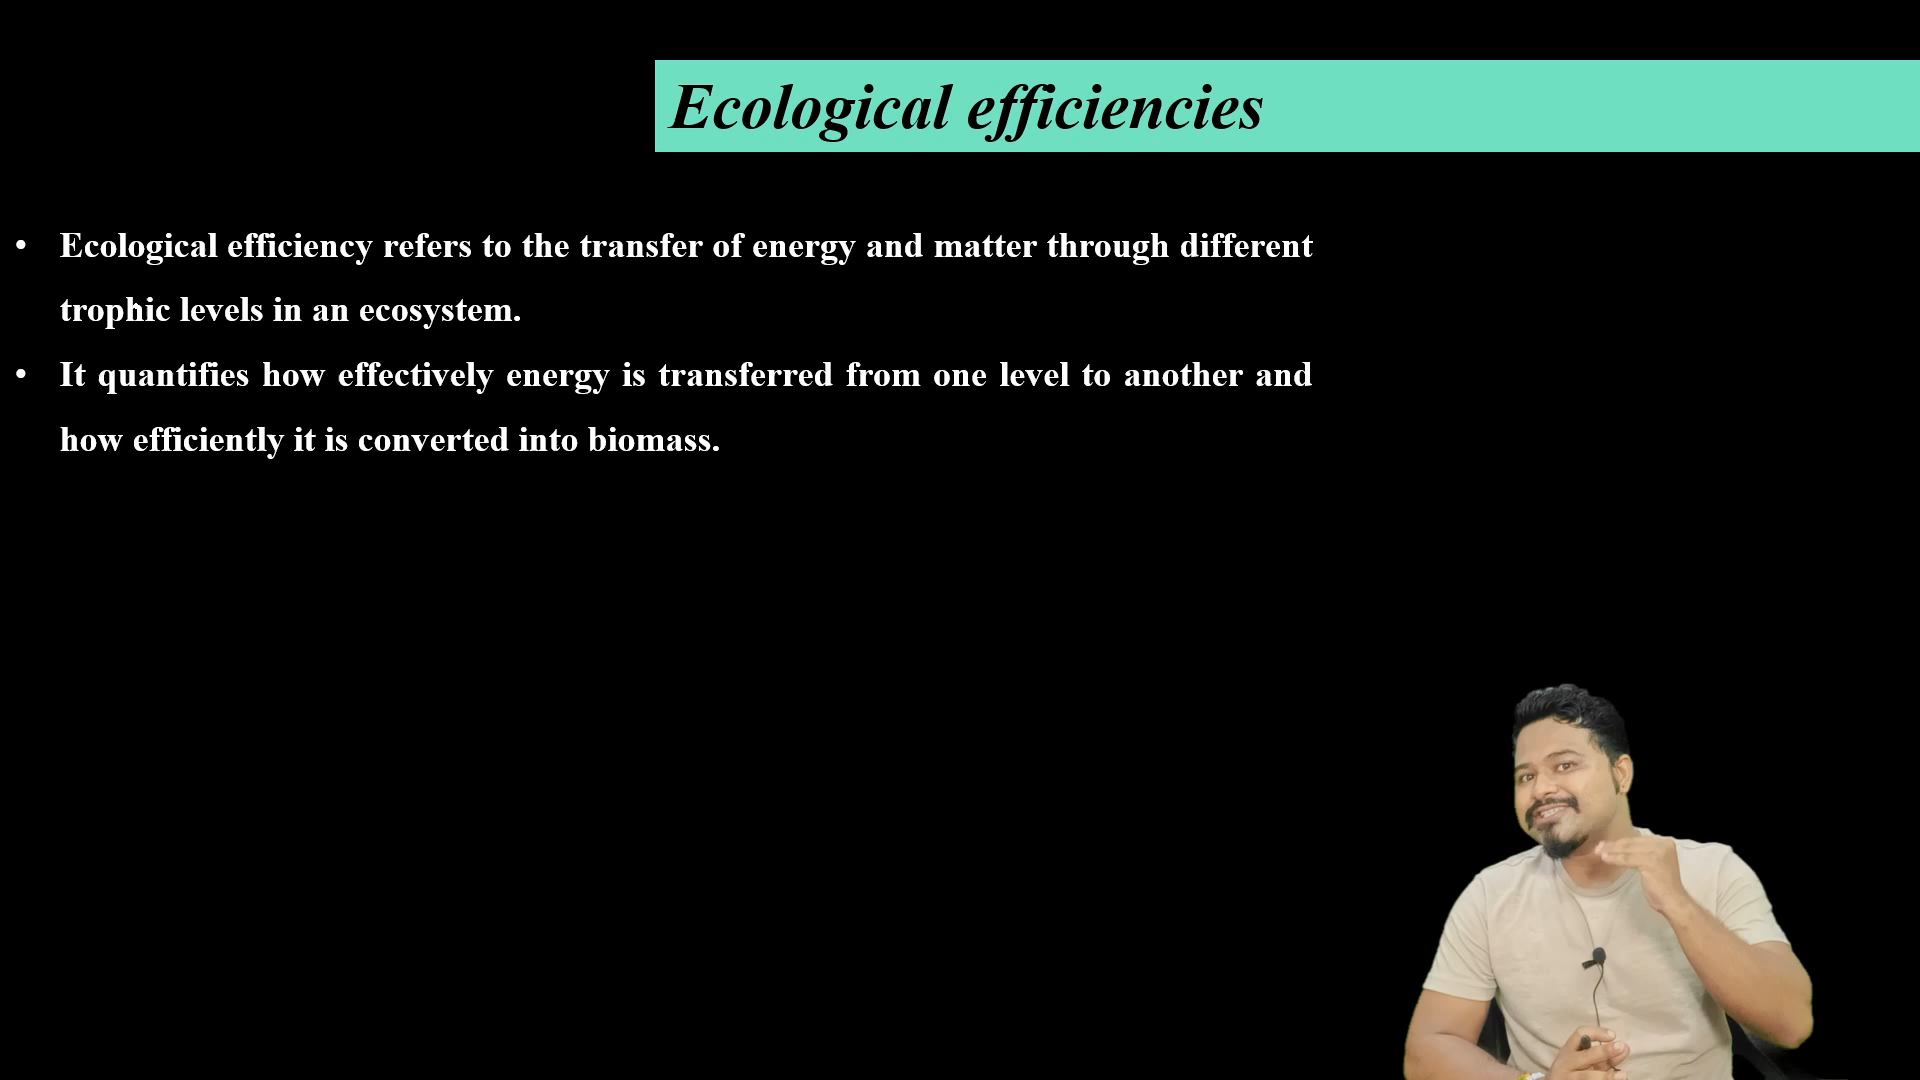 Ecological efficiencies
• Ecological efficiency refers to the transfer of energy and matter through different
trophic levels in an ecosystem.
• It quantifies how effectively energy is transferred from one level to another and
how efficiently it is converted into biomass.